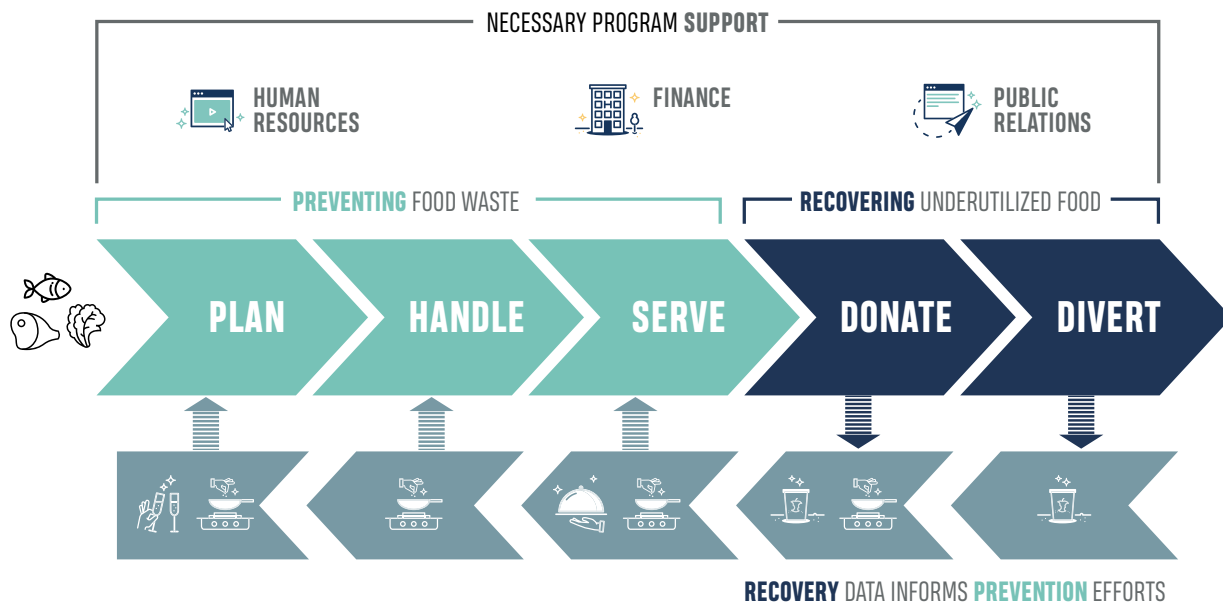 NECESSARY PROGRAM SUPPORT
HUMAN
RESOURCES
FINANCE
PUBLIC
RELATIONS
PREVENTING FOOD WASTE
RECOVERING UNDERUTILIZED FOOD
PLAN
HANDLE
SERVE
DONATE
DIVERT
RECOVERY DATA INFORMS PREVENTION EFFORTS